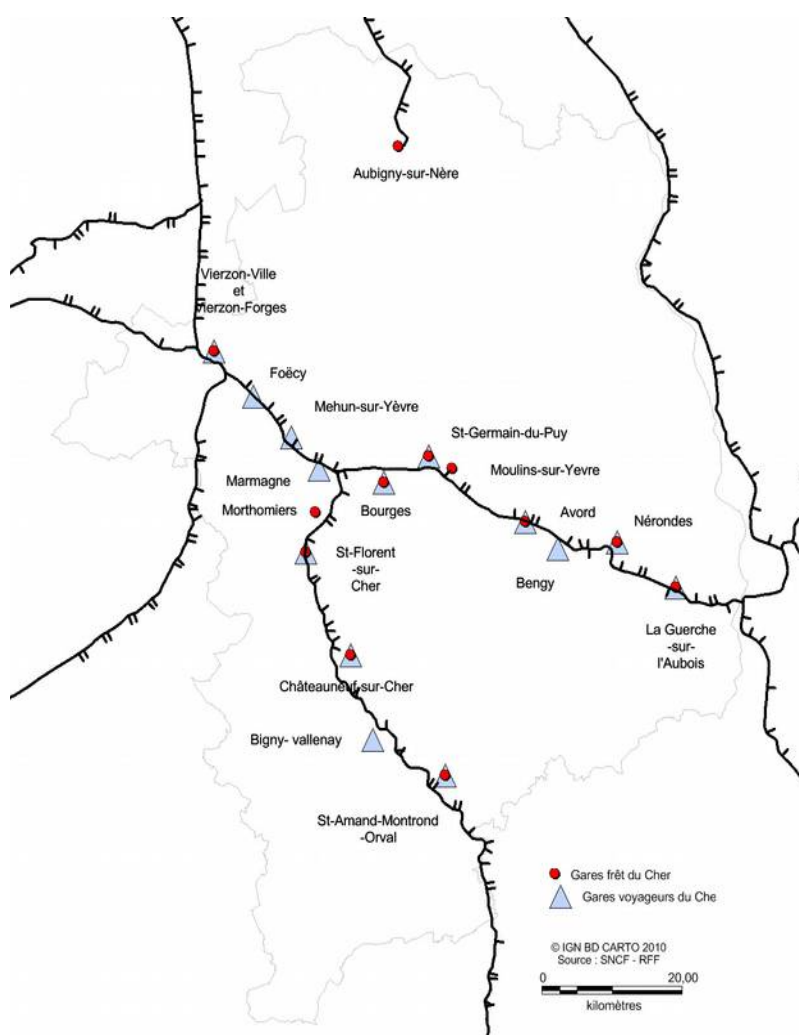 Aubigny-sur-Nère
Vierzon-Ville
et
Vierzon-Forges
Foëcy
Mehun-sur-Yèvre
St-Germain-du-Puy
Marmagne
Moulins-sur-Yevre
Morthomiers
Bourges
Avord
Nérondes
St-Florent
-sur-
Cher
Bengy
La Guerche
-sur-
l'Aubois
Châteauneuf-sur-Cher
Bigny- vallenay
St-Amand-Montrond
-Orval
Gares frêt du Cher
Gares voyageurs du Che
© IGN BD CARTO 2010
Source : SNCF - RFF
0 20,00
kilomètres